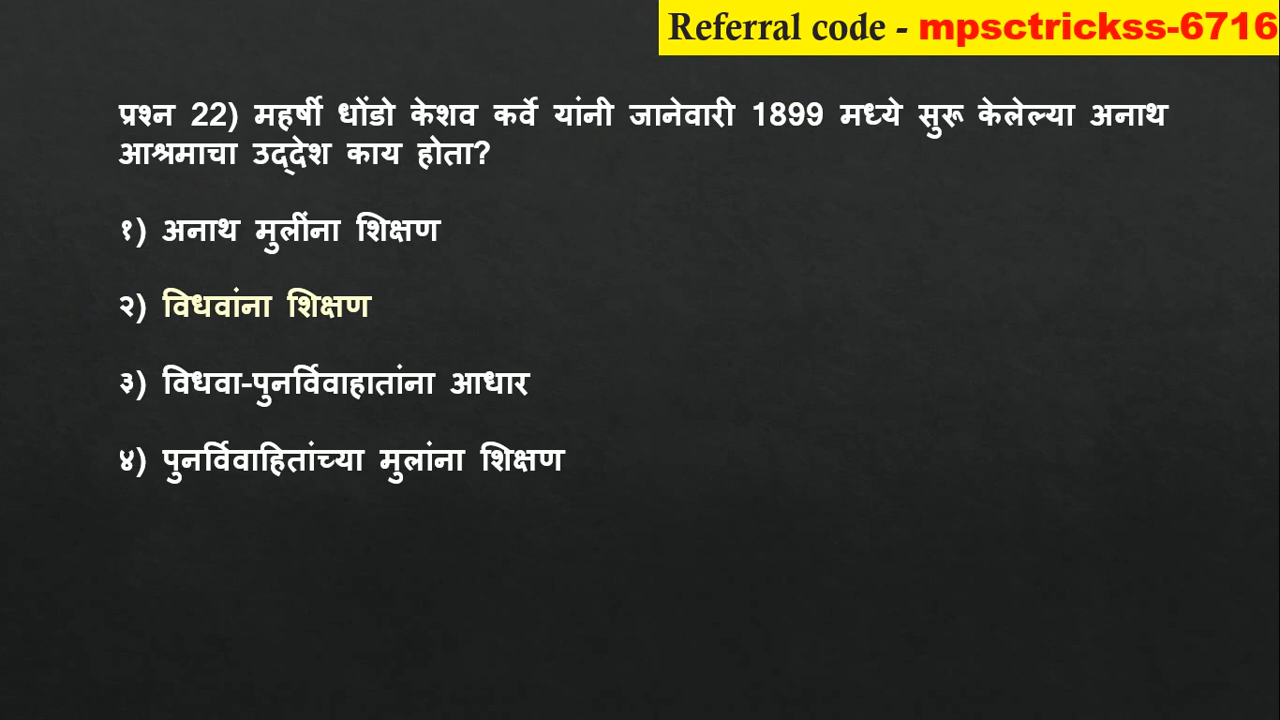 Referral code - mpsctrickss-6716
प्रश्न 22) महर्षी धोंडो केशव कर्वे यांनी जानेवारी 1899 मध्ये सुरू केलेल्या अनाथ
आश्रमाचा उद्देश काय होता?
१) अनाथ मुलींना शिक्षण
२) विधवांना शिक्षण
३) विधवा-पुनर्विवाहातांना आधार
४) पुनर्विवाहितांच्या मुलांना शिक्षण